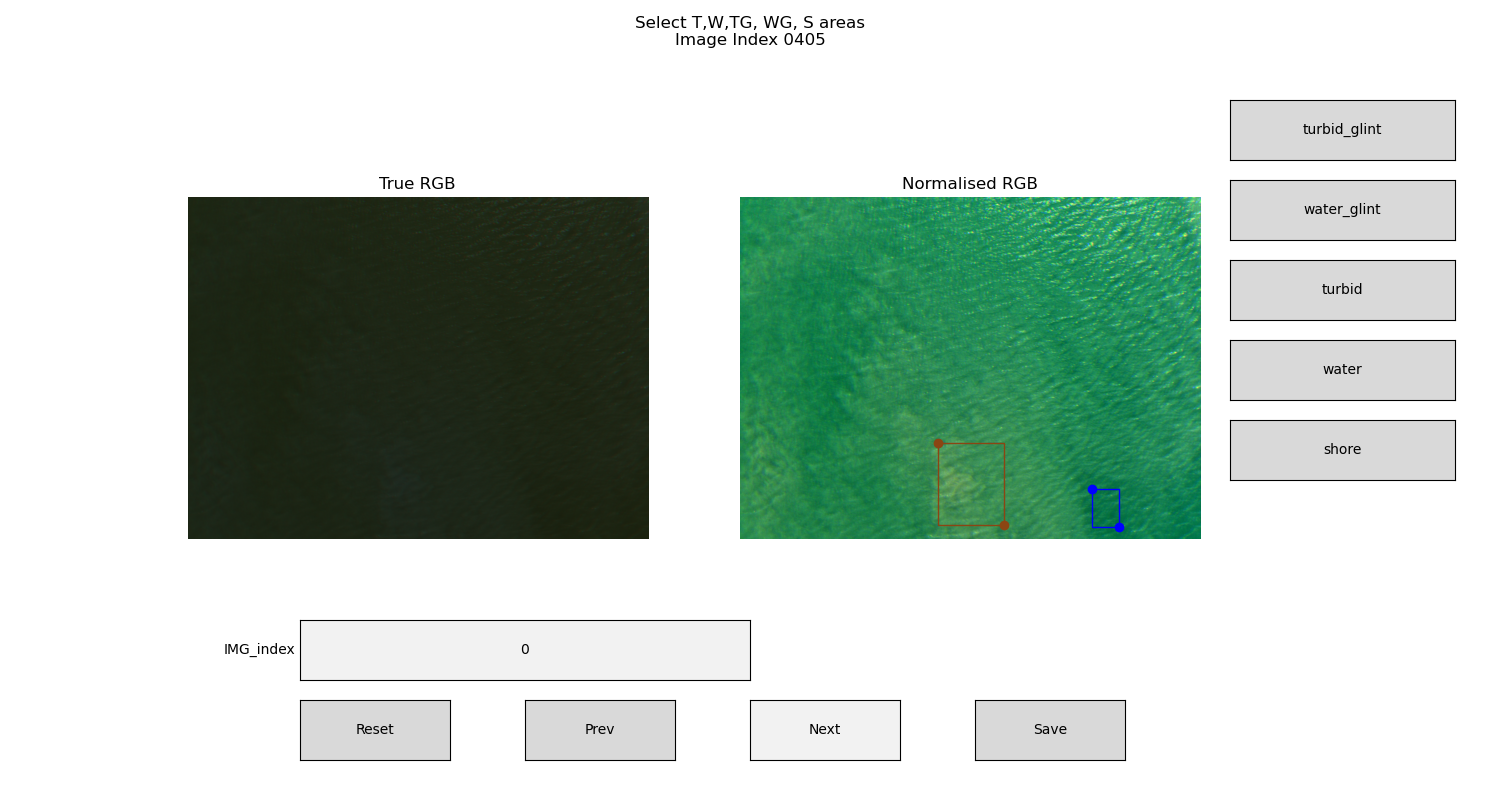 Select T,W,TG, WG, S areas
Image Index 0405
True RGB
Normalised RGB
turbid_glint
water_glint
turbid
water
shore
IMG_index
0
Reset
Prev
Next
Save